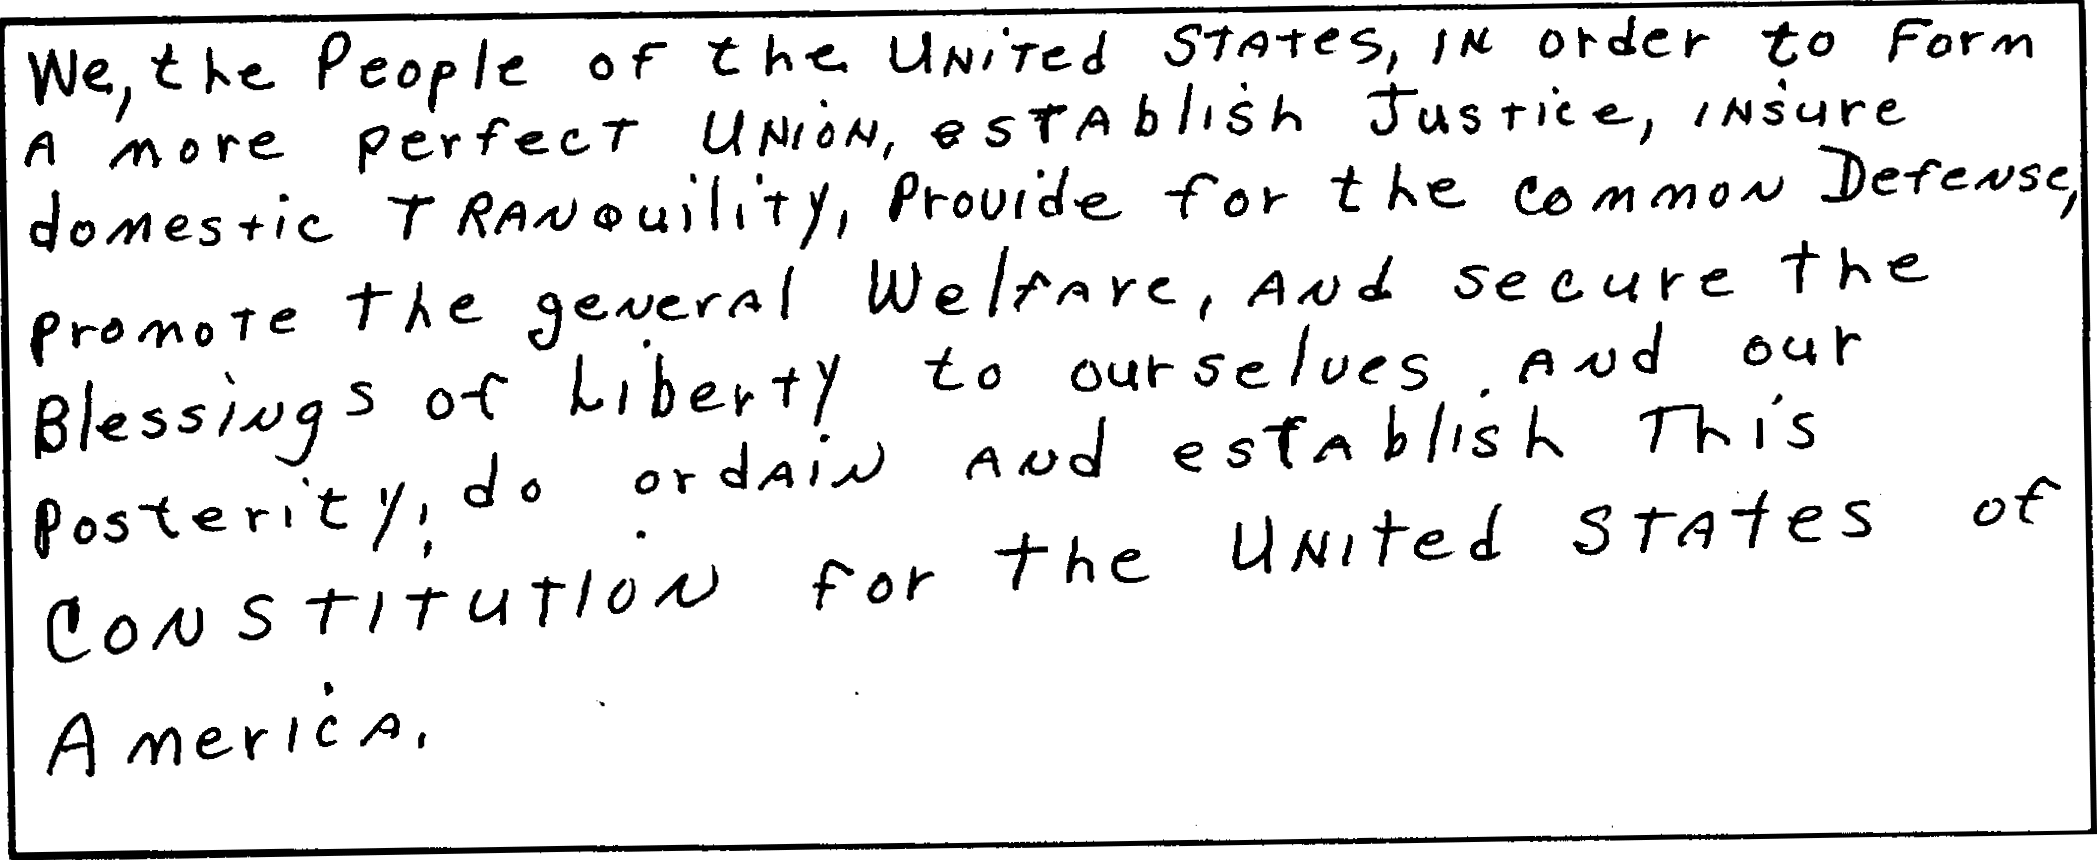 We, the People of the United States, in order to form
a more perfect Union, establish Justice, insure
domestic Tranquility, provide for the common Defense,
promote the general Welfare, and secure the
Blessings of Liberty to ourselves and our
Posterity, do ordain and establish This
Constitution for the United States of
America.